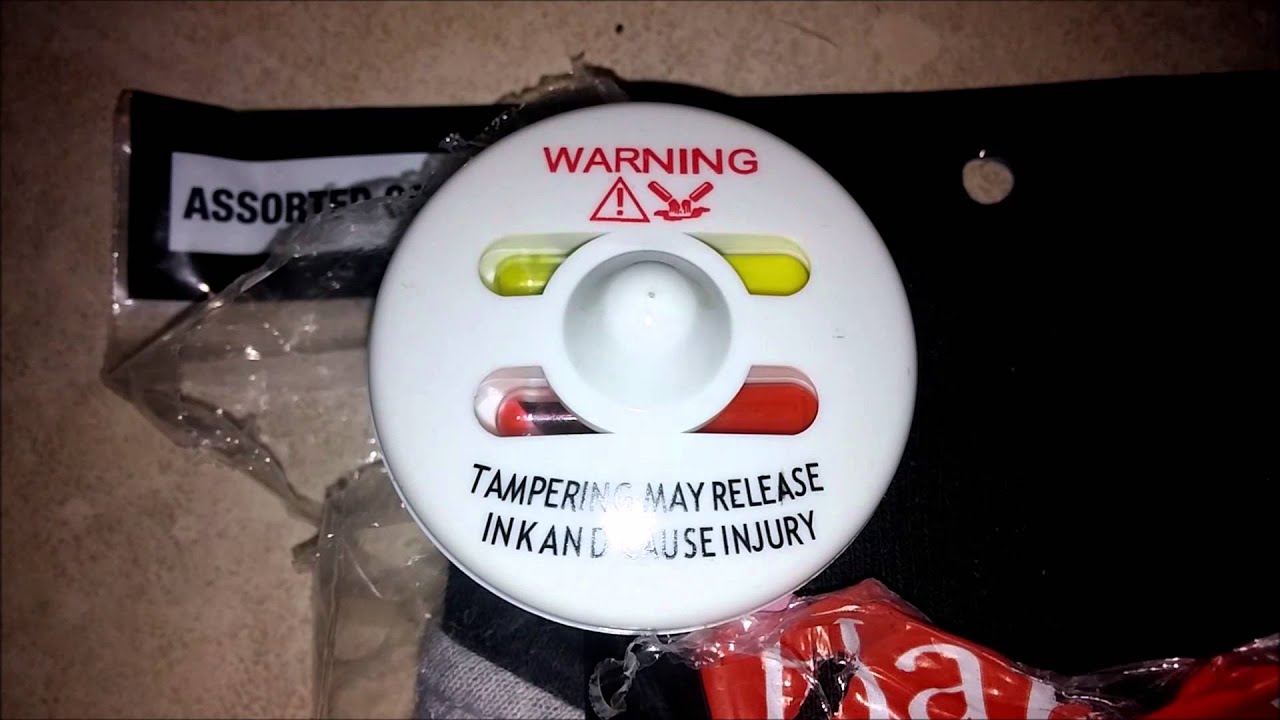 ASSORTED
WARNING
TAMPERING MAY RELEASE
INK AND CAUSE INJURY